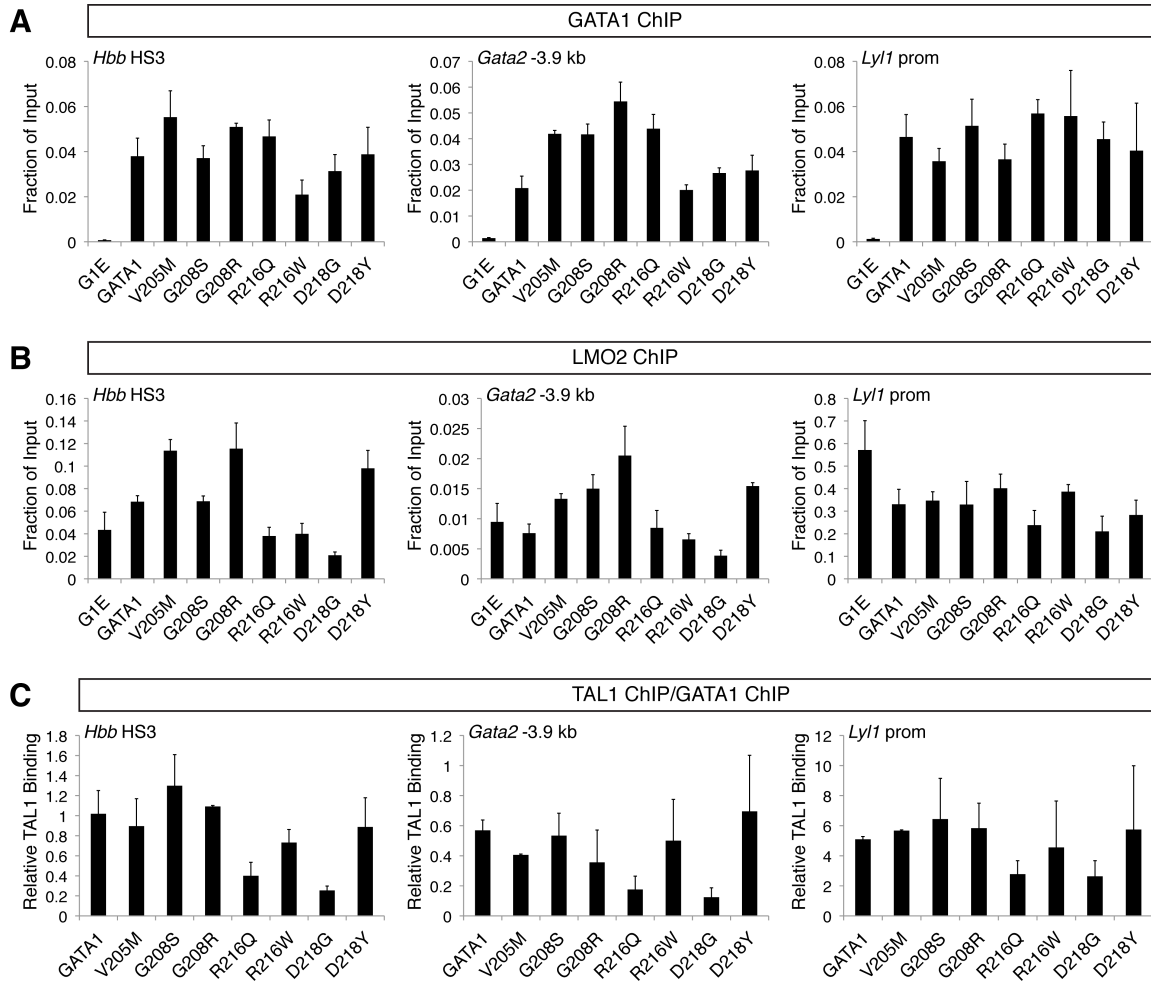 A
GATA1 ChIP
Hbb HS3
Fraction of Input
0.08
0.06
0.04
0.02
0
G1E
GATA1
V205M
G208S
G208R
R216Q
R216W
D218G
D218Y
Gata2 -3.9 kb
Fraction of Input
0.07
0.06
0.05
0.04
0.03
0.02
0.01
0
G1E
GATA1
V205M
G208S
G208R
R216Q
R216W
D218G
D218Y
Lyl1 prom
Fraction of Input
0.08
0.06
0.04
0.02
0
G1E
GATA1
V205M
G208S
G208R
R216Q
R216W
D218G
D218Y
B
LMO2 ChIP
Hbb HS3
Fraction of Input
0.16
0.14
0.12
0.1
0.08
0.06
0.04
0.02
0
G1E
GATA1
V205M
G208S
G208R
R216Q
R216W
D218G
D218Y
Gata2 -3.9 kb
Fraction of Input
0.03
0.025
0.02
0.015
0.01
0.005
0
G1E
GATA1
V205M
G208S
G208R
R216Q
R216W
D218G
D218Y
Lyl1 prom
Fraction of Input
0.8
0.7
0.6
0.5
0.4
0.3
0.2
0.1
0
G1E
GATA1
V205M
G208S
G208R
R216Q
R216W
D218G
D218Y
C
TAL1 ChIP/GATA1 ChIP
Hbb HS3
Relative TAL1 Binding
1.8
1.6
1.4
1.2
1
0.8
0.6
0.4
0.2
0
GATA1
V205M
G208S
G208R
R216Q
R216W
D218G
D218Y
Gata2 -3.9 kb
Relative TAL1 Binding
1.2
1
0.8
0.6
0.4
0.2
0
GATA1
V205M
G208S
G208R
R216Q
R216W
D218G
D218Y
Lyl1 prom
Relative TAL1 Binding
12
10
8
6
4
2
0
GATA1
V205M
G208S
G208R
R216Q
R216W
D218G
D218Y